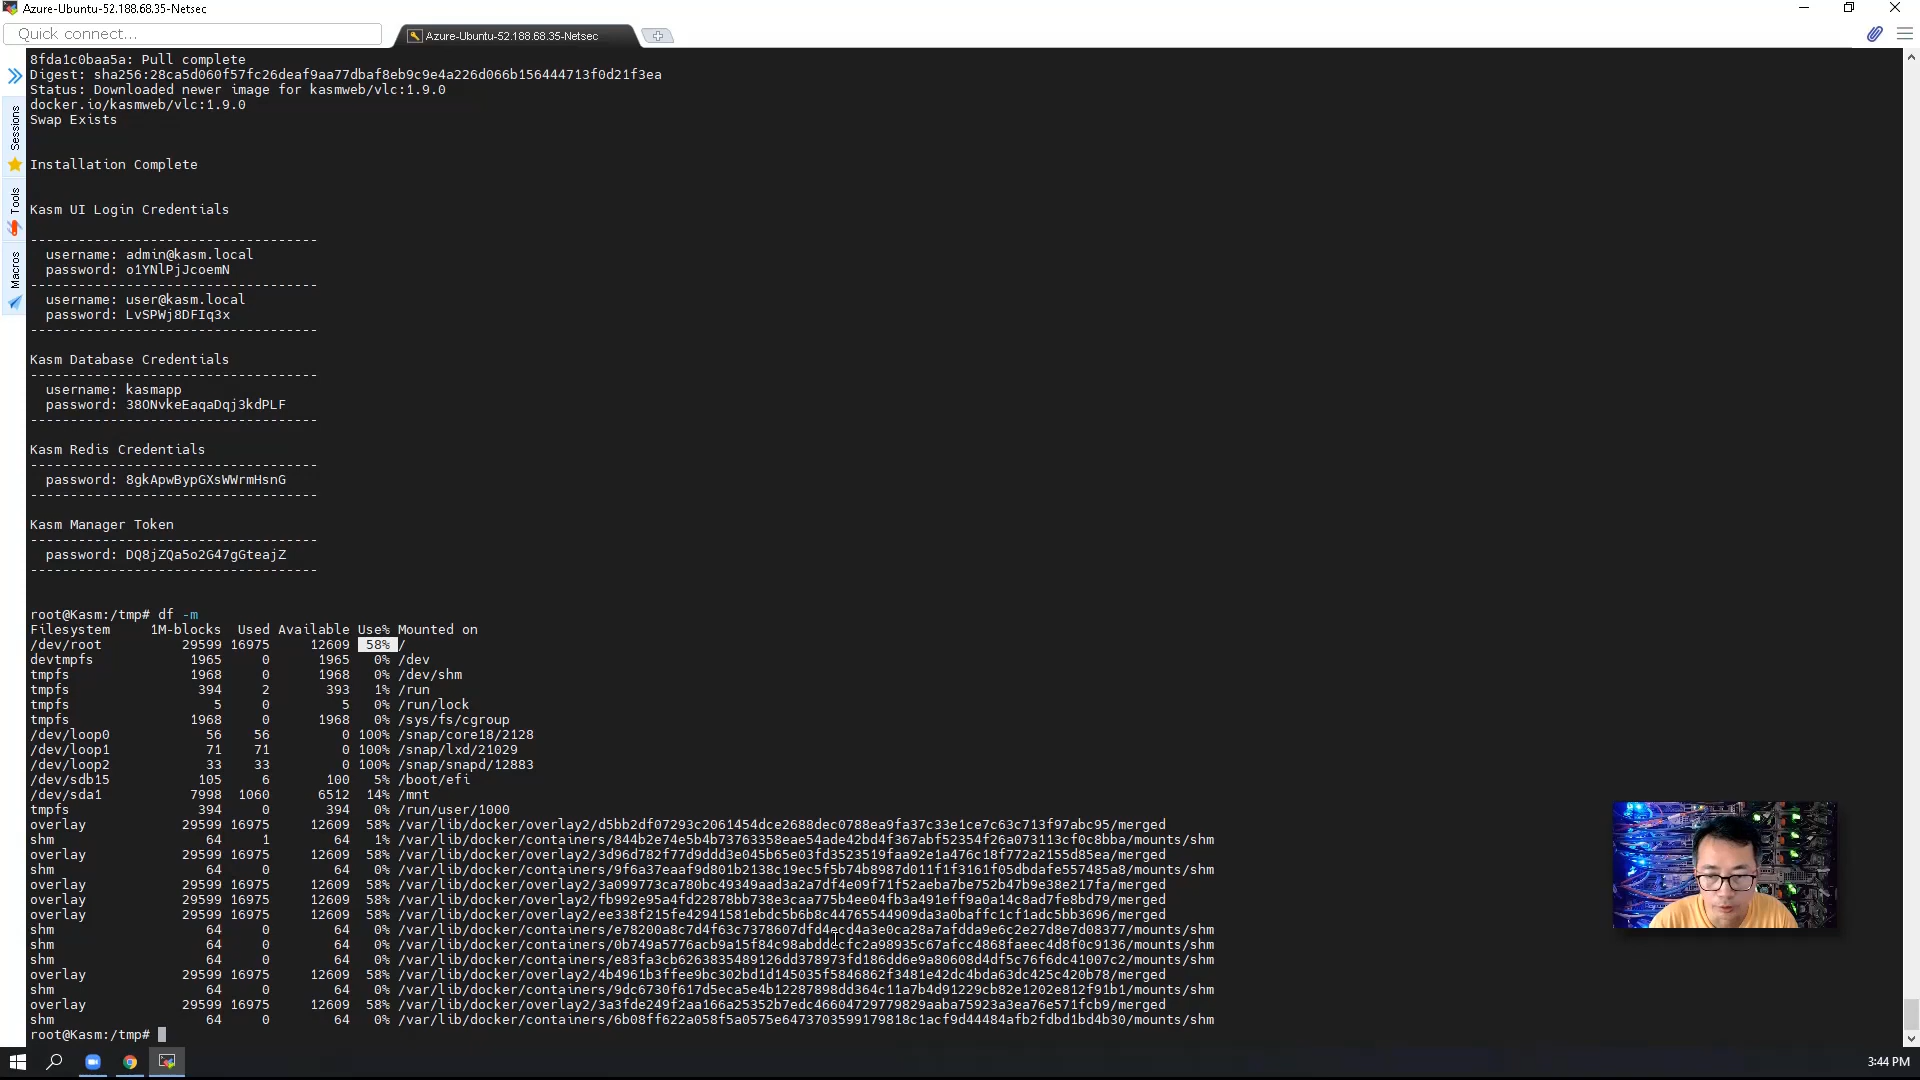 Azure-Ubuntu-52.188.68.35-Netsec
Quick connect...
Azure-Ubuntu-52.188.68.35-Netsec
Sessions
Tools
Macros
8fda1c0baa5a: Pull complete
Digest: sha256:28ca5d060f57fc26deaf9aa77dbaf8eb9c9e4a226d066b156444713f0d21f3ea
Status: Downloaded newer image for kasmweb/vlc:1.9.0
docker.io/kasmweb/vlc:1.9.0
Swap Exists
Installation Complete
Kasm UI Login Credentials
------------------------------------
username: admin@kasm.local
password: o1YNlPjJcoemN
------------------------------------
username: user@kasm.local
password: LvSPWj8DFIq3x
------------------------------------
Kasm Database Credentials
------------------------------------
username: kasmapp
password: 38ONvkeEaqaDqj3kdPLF
------------------------------------
Kasm Redis Credentials
------------------------------------
password: 8gkApwBypGXsWWrmHsnG
------------------------------------
Kasm Manager Token
------------------------------------
password: DQ8jZQa5o2G47gGteajZ
------------------------------------
root@Kasm:/tmp# df -m
Filesystem 1M-blocks Used Available Use% Mounted on
/dev/root 29599 16975 12609 58% /
devtmpfs 1965 0 1965 0% /dev
tmpfs 1968 0 1968 0% /dev/shm
tmpfs 394 2 393 1% /run
tmpfs 5 0 5 0% /run/lock
tmpfs 1968 0 1968 0% /sys/fs/cgroup
/dev/loop0 56 56 0 100% /snap/core18/2128
/dev/loop1 71 71 0 100% /snap/lxd/21029
/dev/loop2 33 33 0 100% /snap/snapd/12883
/dev/sdb15 105 6 100 5% /boot/efi
/dev/sda1 7998 1060 6512 14% /mnt
tmpfs 394 0 394 0% /run/user/1000
overlay 29599 16975 12609 58% /var/lib/docker/overlay2/d5bb2df07293c2061454dce2688dec0788ea9fa37c33e1ce7c63c713f97abc95/merged
shm 64 1 64 1% /var/lib/docker/containers/844b2e74e5b4b73763358eae54ade42bd4f367abf52354f26a073113cf0c8bba/mounts/shm
overlay 29599 16975 12609 58% /var/lib/docker/overlay2/3d96d782f77d9ddd3e045b65e03fd3523519faa92e1a476c18f772a2155d85ea/merged
shm 64 0 64 0% /var/lib/docker/containers/9f6a37eaaf9d801b2138c19ec5f5b74b8987d011f1f3161f05dbdafe557485a8/mounts/shm
overlay 29599 16975 12609 58% /var/lib/docker/overlay2/3a099773ca780bc49349aad3a2a7df4e09f71f52aeba7be752b47b9e38e217fa/merged
overlay 29599 16975 12609 58% /var/lib/docker/overlay2/fb992e95a4fd22878bb738e3caa775b4ee04fb3a491eff9a0a14c8ad7fe8bd79/merged
overlay 29599 16975 12609 58% /var/lib/docker/overlay2/ee338f215fe42941581ebdc5b6b8c44765544909da3a0baffc1cf1adc5bb3696/merged
shm 64 0 64 0% /var/lib/docker/containers/e78200a8c7d4f63c7378607dfd4ecd4a3e0ca28a7afdda9e6c2e27d8e7d08377/mounts/shm
shm 64 0 64 0% /mounts/shm
shm 64 0 64 0% /var/lib/docker/containers/e83fa3cb6263835489126dd378973fd186dd6e9a80608d4df5c76f6dc41007c2/mounts/shm
overlay 29599 16975 12609 58% /var/lib/docker/overlay2/4b4961b3ffee9bc302bd1d145035f5846862f3481e42dc4bda63dc425c420b78/merged
shm 64 0 64 0% /var/lib/docker/containers/9dc6730f617d5eca5e4b12287898dd364c11a7b4d91229cb82e1202e812f91b1/mounts/shm
overlay 29599 16975 12609 58% /var/lib/docker/overlay2/3a3fde249f2aa166a25352b7edc46604729779829aaba75923a3ea76e571fcb9/merged
shm 64 0 64 0% /var/lib/docker/containers/6b08ff622a058f5a0575e6473703599179818c1acf9d44484afb2fdbd1bd4b30/mounts/shm
root@Kasm:/tmp#
3:44 PM